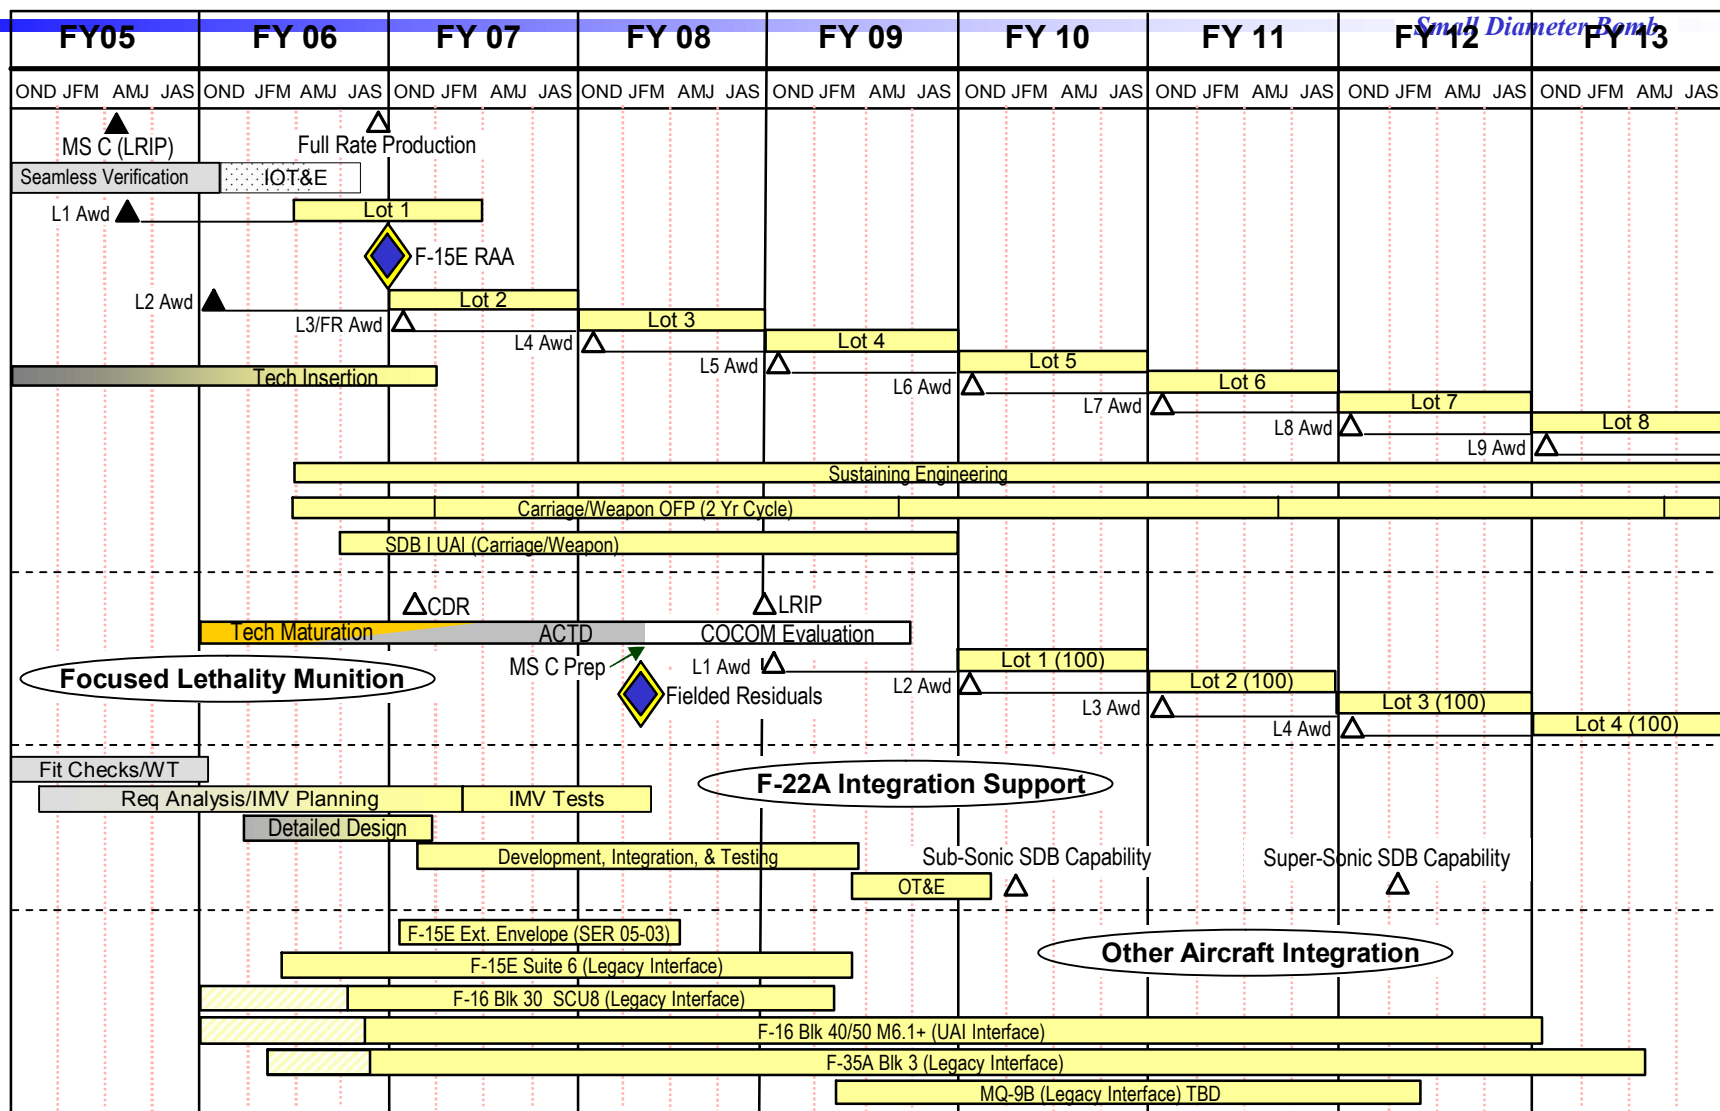 Small Diameter Bomb
FY05 FY 06 FY 07 FY 08 FY 09 FY 10 FY 11 FY 12 FY 13
OND JFM AMJ JAS OND JFM AMJ JAS OND JFM AMJ JAS OND JFM AMJ JAS OND JFM AMJ JAS OND JFM AMJ JAS OND JFM AMJ JAS OND JFM AMJ JAS OND JFM AMJ JAS
MS C (LRIP) Full Rate Production
Seamless Verification IOT&E
L1 Awd Lot 1
F-15E RAA
L2 Awd Lot 2
L3/FR Awd Lot 3
L4 Awd Lot 4
L5 Awd Lot 5
Tech Insertion L6 Awd Lot 6
L7 Awd Lot 7
L8 Awd Lot 8
L9 Awd
Sustaining Engineering
Carriage/Weapon OFP (2 Yr Cycle)
SDB I UAI (Carriage/Weapon)
CDR LRIP
Tech Maturation ACTD COCOM Evaluation
MS C Prep L1 Awd Lot 1 (100)
Focused Lethality Munition
Fielded Residuals L2 Awd Lot 2 (100)
L3 Awd Lot 3 (100)
L4 Awd Lot 4 (100)
Fit Checks/WT
F-22A Integration Support
Req Analysis/IMV Planning IMV Tests
Detailed Design
Development, Integration, & Testing
Sub-Sonic SDB Capability Super-Sonic SDB Capability
OT&E
F-15E Ext. Envelope (SER 05-03)
Other Aircraft Integration
F-15E Suite 6 (Legacy Interface)
F-16 Blk 30 SCU8 (Legacy Interface)
F-16 Blk 40/50 M6.1+ (UAI Interface)
F-35A Blk 3 (Legacy Interface)
MQ-9B (Legacy Interface) TBD